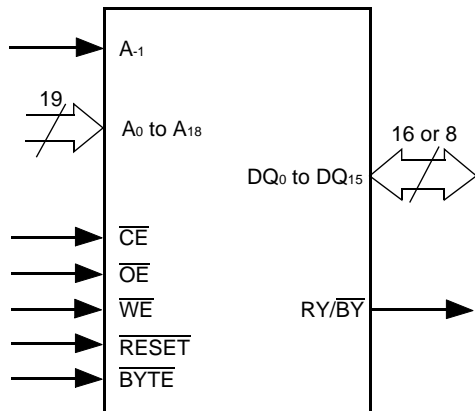 A-1
19
A0 to A18
16 or 8
DQ0 to DQ15
CE
OE
WE
RY/BY
RESET
BYTE